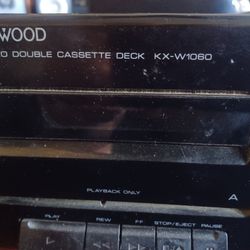 WOOD
O DOUBLE CASSETTE DECK KX-W1060
PLAYBACK ONLY A
PLAY REW FF STOP/EJECT PAUSE